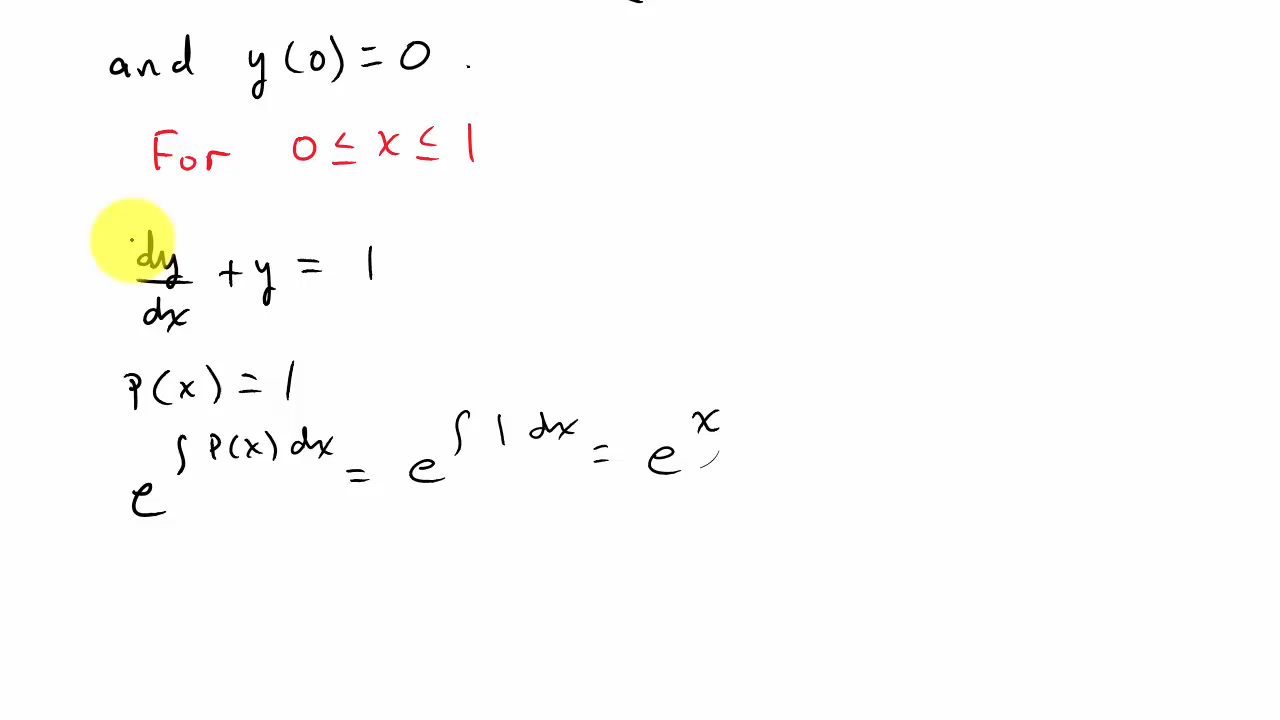 and y(0) = 0 .
For 0 ≤ x ≤ 1
dy/dx + y = 1
P(x) = 1
e^{∫ P(x) dx} = e^{∫ 1 dx} = e^x